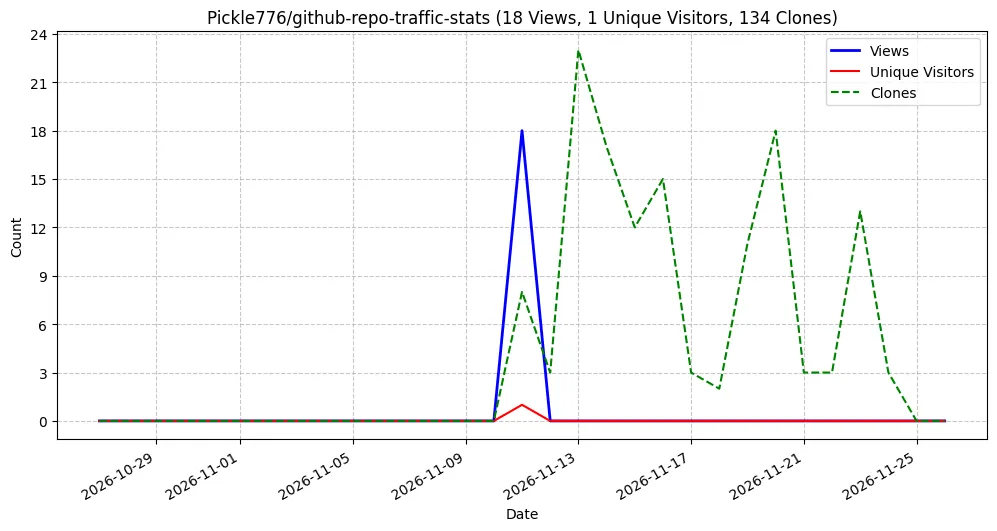 Pickle776/github-repo-traffic-stats (18 Views, 1 Unique Visitors, 134 Clones)
Views
Unique Visitors
Clones
Count
24
21
18
15
12
9
6
3
0
2026-10-29
2026-11-01
2026-11-05
2026-11-09
2026-11-13
2026-11-17
2026-11-21
2026-11-25
Date